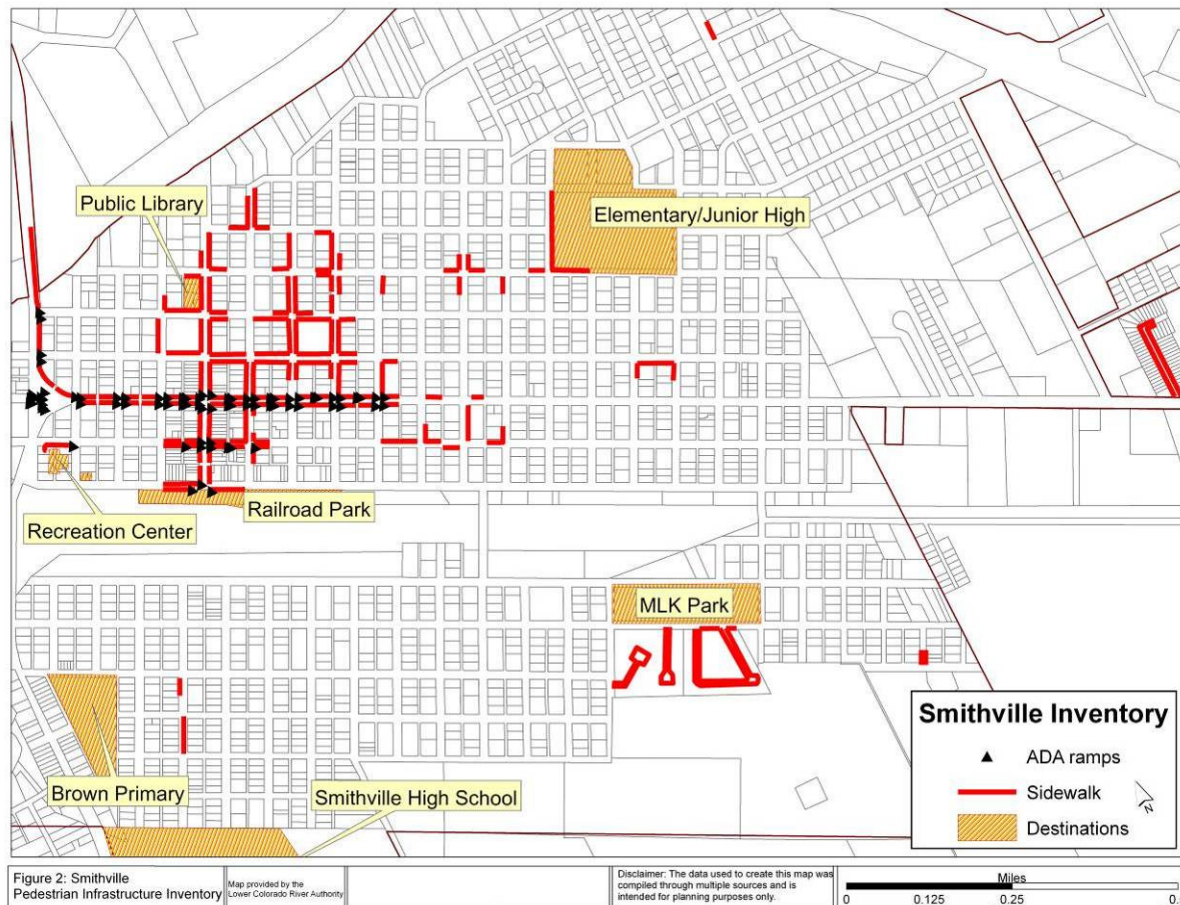 Public Library
Elementary/Junior High
Recreation Center
Railroad Park
MLK Park
Brown Primary
Smithville High School
Smithville Inventory
ADA ramps
Sidewalk
Destinations
N
Figure 2: Smithville
Pedestrian Infrastructure Inventory
Map provided by the
Lower Colorado River Authority
Disclaimer: The data used to create this map was
compiled through multiple sources and is
intended for planning purposes only.
Miles
0 0.125 0.25